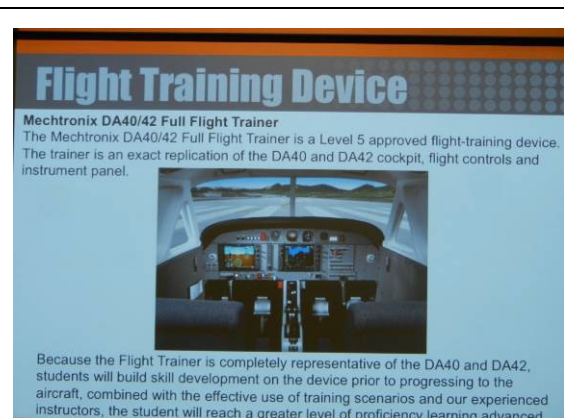 Flight Training Device
Mechtronix DA40/42 Full Flight Trainer
The Mechtronix DA40/42 Full Flight Trainer is a Level 5 approved flight-training device.
The trainer is an exact replication of the DA40 and DA42 cockpit, flight controls and
instrument panel.
Because the Flight Trainer is completely representative of the DA40 and DA42,
students will build skill development on the device prior to progressing to the
aircraft, combined with the effective use of training scenarios and our experienced
instructors, the student will reach a greater level of proficiency learning advanced